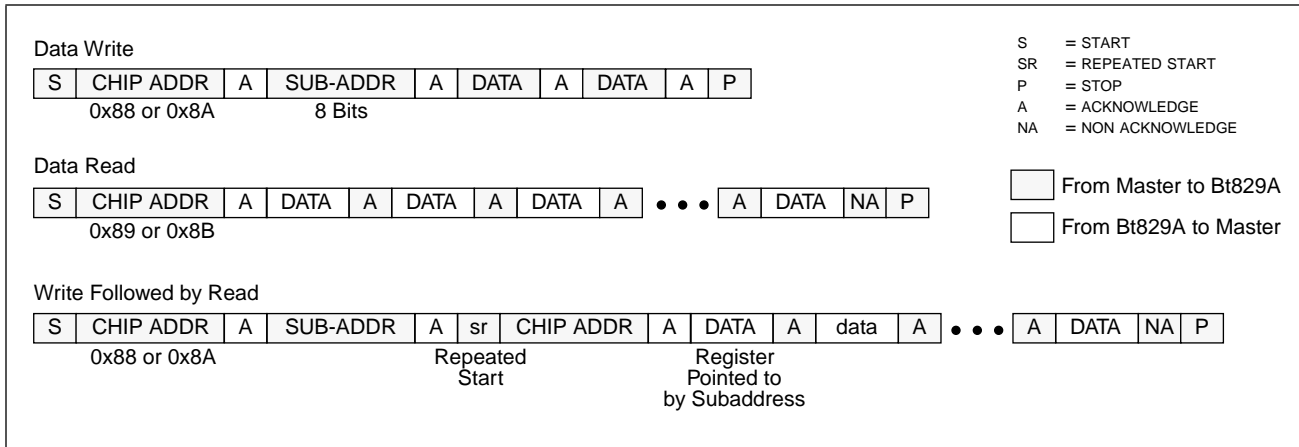 Data Write
S CHIP ADDR A SUB-ADDR A DATA A DATA A P
0x88 or 0x8A 8 Bits
S = START
SR = REPEATED START
P = STOP
A = ACKNOWLEDGE
NA = NON ACKNOWLEDGE
Data Read
S CHIP ADDR A DATA A DATA A DATA A • • • A DATA NA P
0x89 or 0x8B
From Master to Bt829A
From Bt829A to Master
Write Followed by Read
S CHIP ADDR A SUB-ADDR A sr CHIP ADDR A DATA A data A • • • A DATA NA P
0x88 or 0x8A
Repeated
Start
Register
Pointed to
by Subaddress